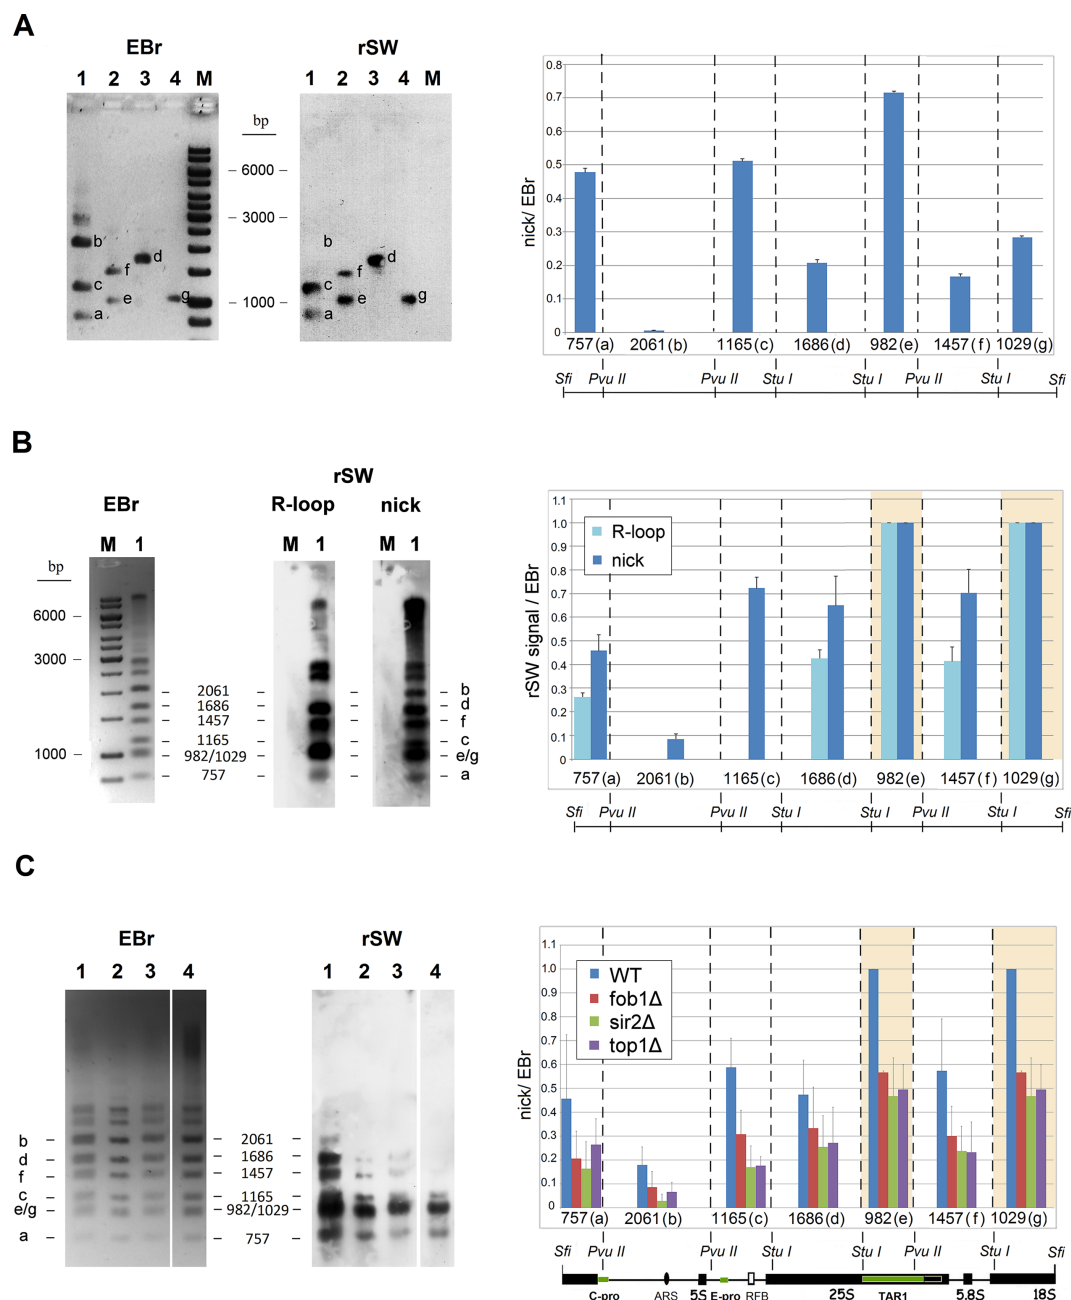 A
EBr
rSW
1 2 3 4 M
1 2 3 4 M
bp
– 6000 –
– 3000 –
– 1000 –
b
c
a
f
e
d
g
b
c
a
f
e
d
g
nick/ EBr
0.8
0.7
0.6
0.5
0.4
0.3
0.2
0.1
0
757 (a) 2061 (b) 1165 (c) 1686 (d) 982 (e) 1457 (f) 1029 (g)
Sfi Pvu II Pvu II Stu I Stu I Pvu II Stu I Sfi
B
rSW
EBr R-loop nick
M 1 M 1 M 1
bp
6000 –
3000 –
1000 –
– 2061 – – – b
– 1686 – – – d
– 1457 – – – f
– 1165 – – – c
– 982/1029 – – – e/g
– 757 – – – a
rSW signal / EBr
1.1
1.0
0.9
0.8
0.7
0.6
0.5
0.4
0.3
0.2
0.1
0
R-loop
nick
757 (a) 2061 (b) 1165 (c) 1686 (d) 982 (e) 1457 (f) 1029 (g)
Sfi Pvu II Pvu II Stu I Stu I Pvu II Stu I Sfi
C
EBr rSW
1 2 3 4 1 2 3 4
b – – 2061 –
d – – 1686 –
f – – 1457 –
c – – 1165 –
e/g – – 982/1029 –
a – – 757 –
nick/ EBr
1.1
1.0
0.9
0.8
0.7
0.6
0.5
0.4
0.3
0.2
0.1
0
WT
fob1Δ
sir2Δ
top1Δ
757 (a) 2061 (b) 1165 (c) 1686 (d) 982 (e) 1457 (f) 1029 (g)
Sfi Pvu II Pvu II Stu I Stu I Pvu II Stu I Sfi
C-pro ARS 5S E-pro RFB 25S TAR1 5.8S 18S